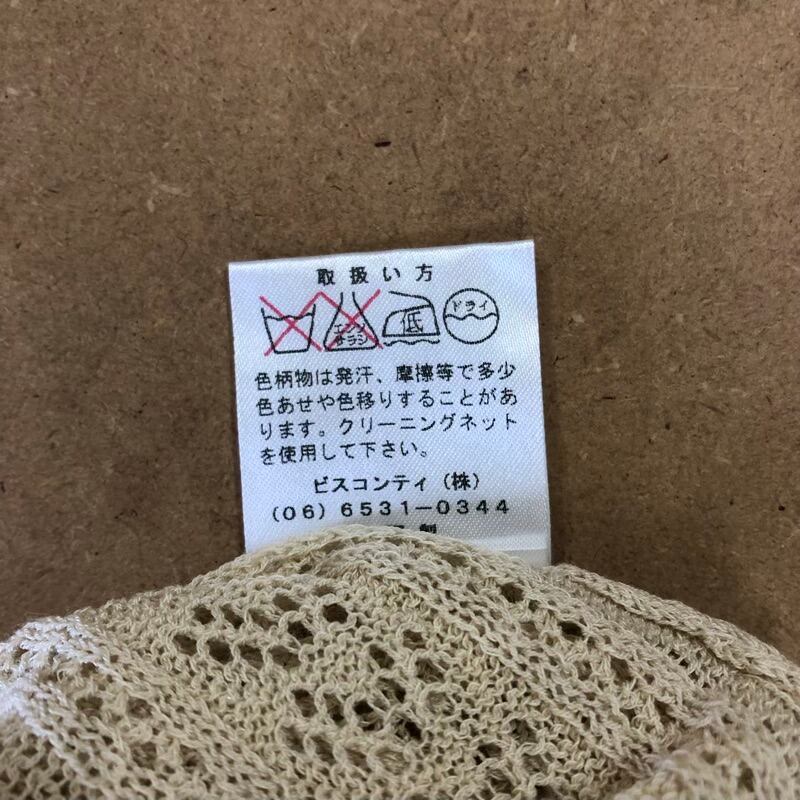 取扱い方
エンソ
サラシ
低
ドライ
色柄物は発汗、摩擦等で多少
色あせや色移りすることがあ
ります。クリーニングネット
を使用して下さい。
ビスコンティ（株）
（06）6531－0344